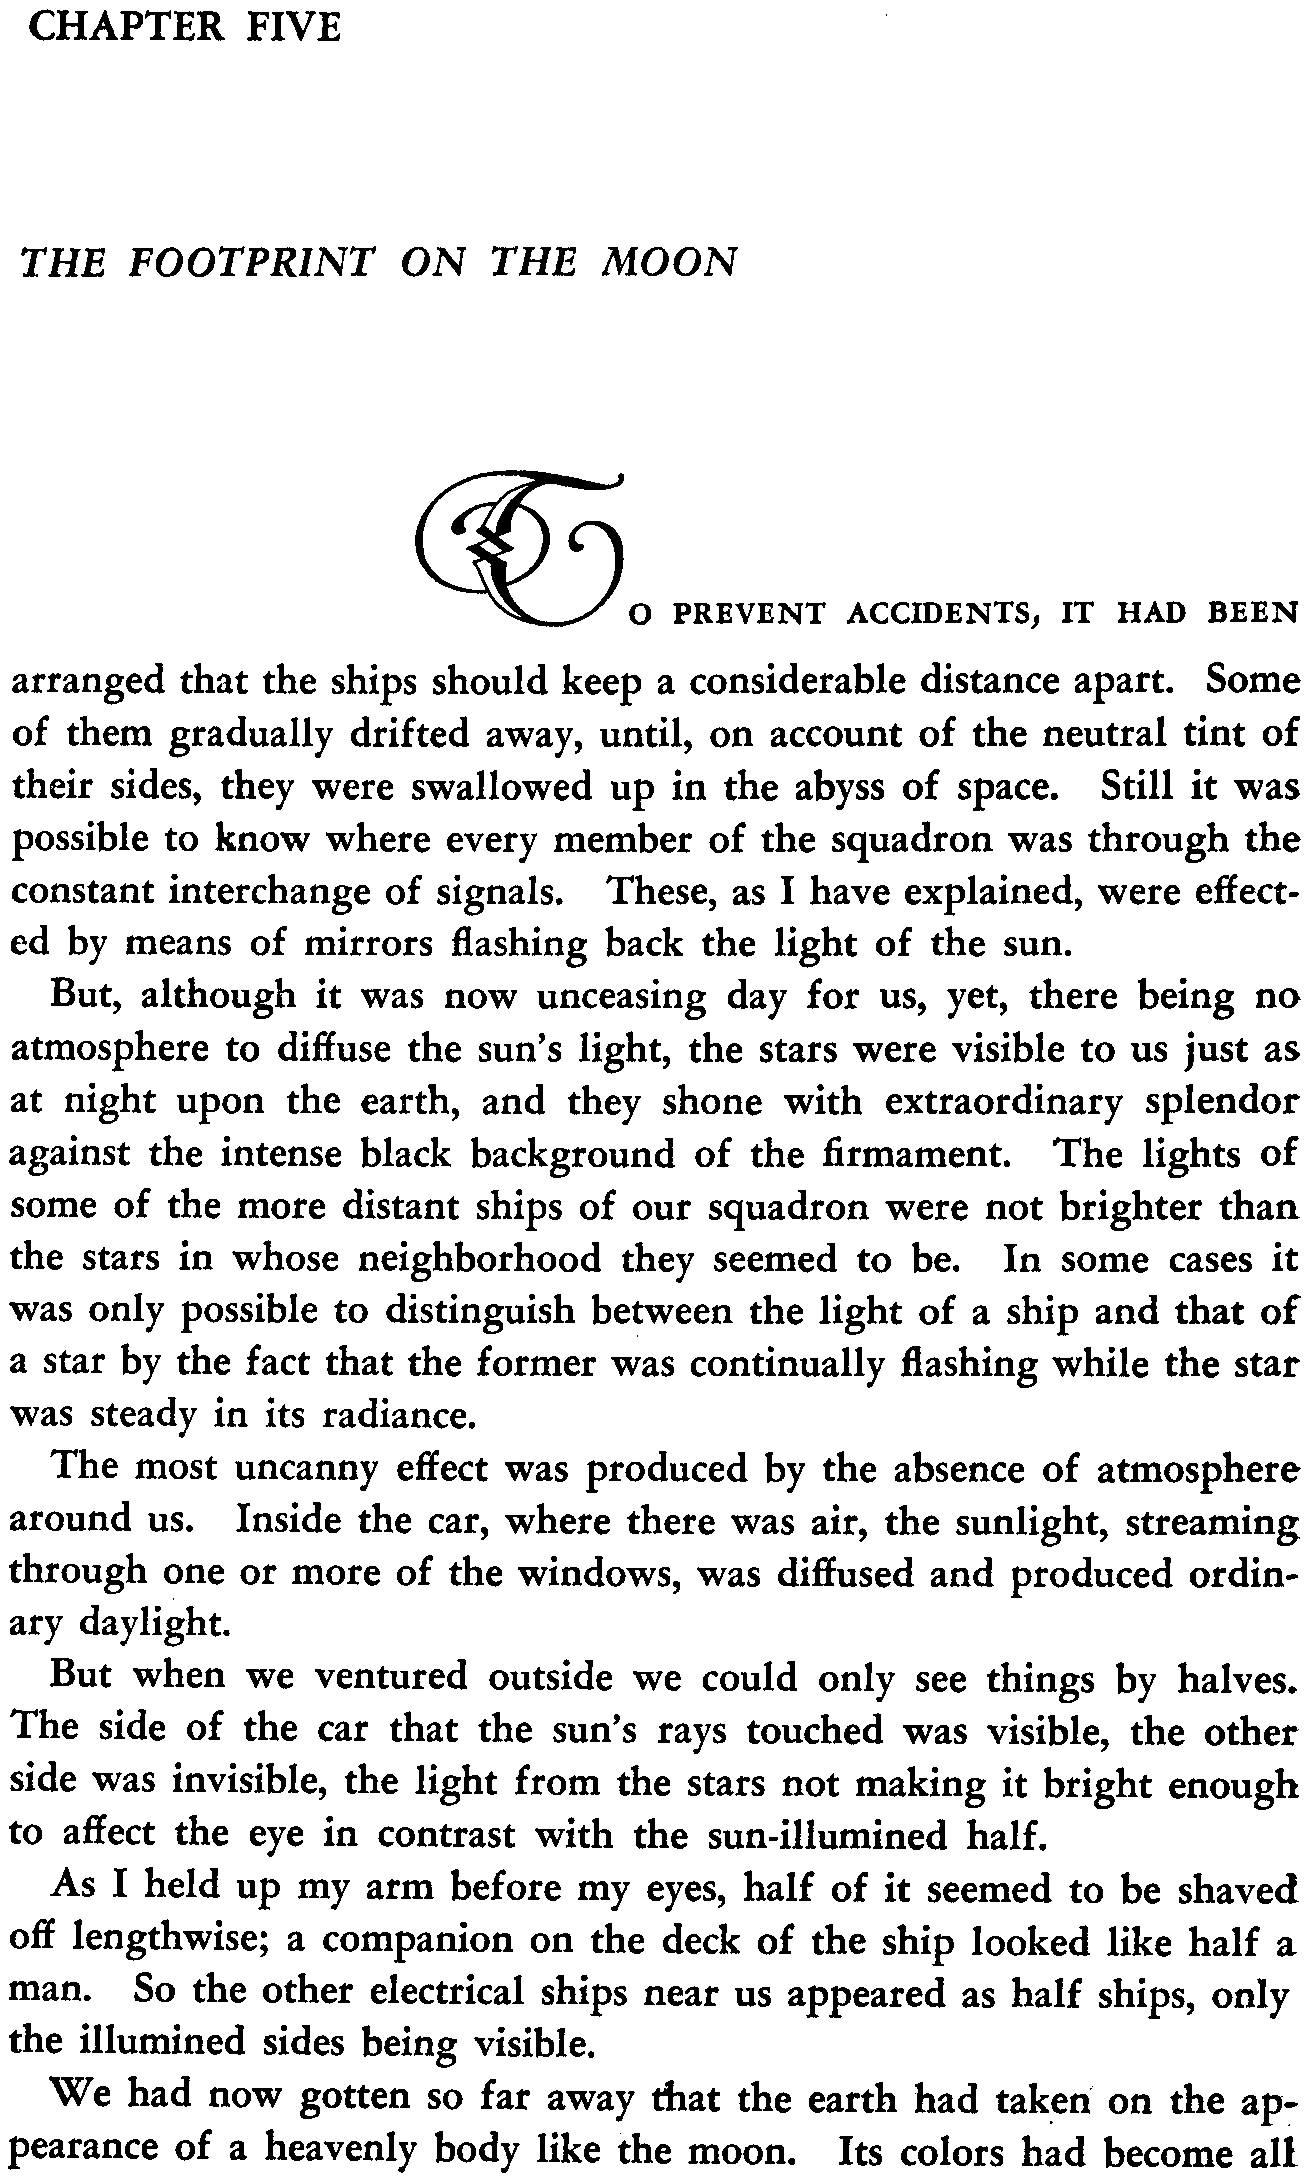 CHAPTER FIVE
THE FOOTPRINT ON THE MOON
TO PREVENT ACCIDENTS, IT HAD BEEN
arranged that the ships should keep a considerable distance apart. Some
of them gradually drifted away, until, on account of the neutral tint of
their sides, they were swallowed up in the abyss of space. Still it was
possible to know where every member of the squadron was through the
constant interchange of signals. These, as I have explained, were effect-
ed by means of mirrors flashing back the light of the sun.
But, although it was now unceasing day for us, yet, there being no
atmosphere to diffuse the sun's light, the stars were visible to us just as
at night upon the earth, and they shone with extraordinary splendor
against the intense black background of the firmament. The lights of
some of the more distant ships of our squadron were not brighter than
the stars in whose neighborhood they seemed to be. In some cases it
was only possible to distinguish between the light of a ship and that of
a star by the fact that the former was continually flashing while the star
was steady in its radiance.
The most uncanny effect was produced by the absence of atmosphere
around us. Inside the car, where there was air, the sunlight, streaming
through one or more of the windows, was diffused and produced ordin-
ary daylight.
But when we ventured outside we could only see things by halves.
The side of the car that the sun's rays touched was visible, the other
side was invisible, the light from the stars not making it bright enough
to affect the eye in contrast with the sun-illumined half.
As I held up my arm before my eyes, half of it seemed to be shaved
off lengthwise; a companion on the deck of the ship looked like half a
man. So the other electrical ships near us appeared as half ships, only
the illumined sides being visible.
We had now gotten so far away that the earth had taken on the ap-
pearance of a heavenly body like the moon. Its colors had become all